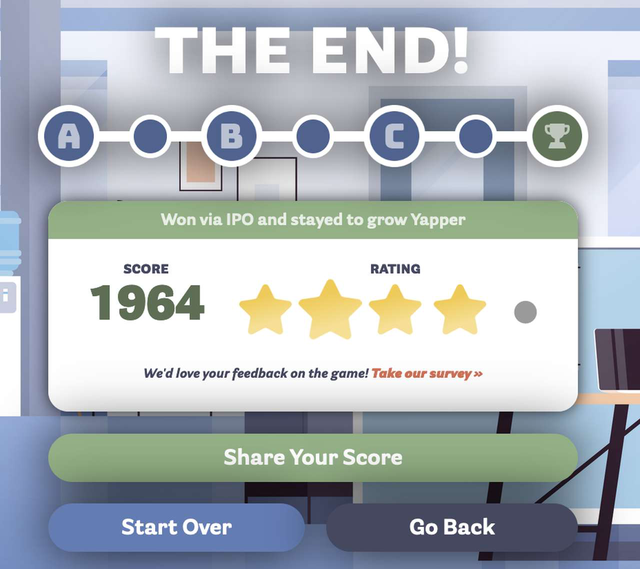 THE END!
A B C
Won via IPO and stayed to grow Yapper
SCORE RATING
1964
We'd love your feedback on the game! Take our survey »
Share Your Score
Start Over Go Back